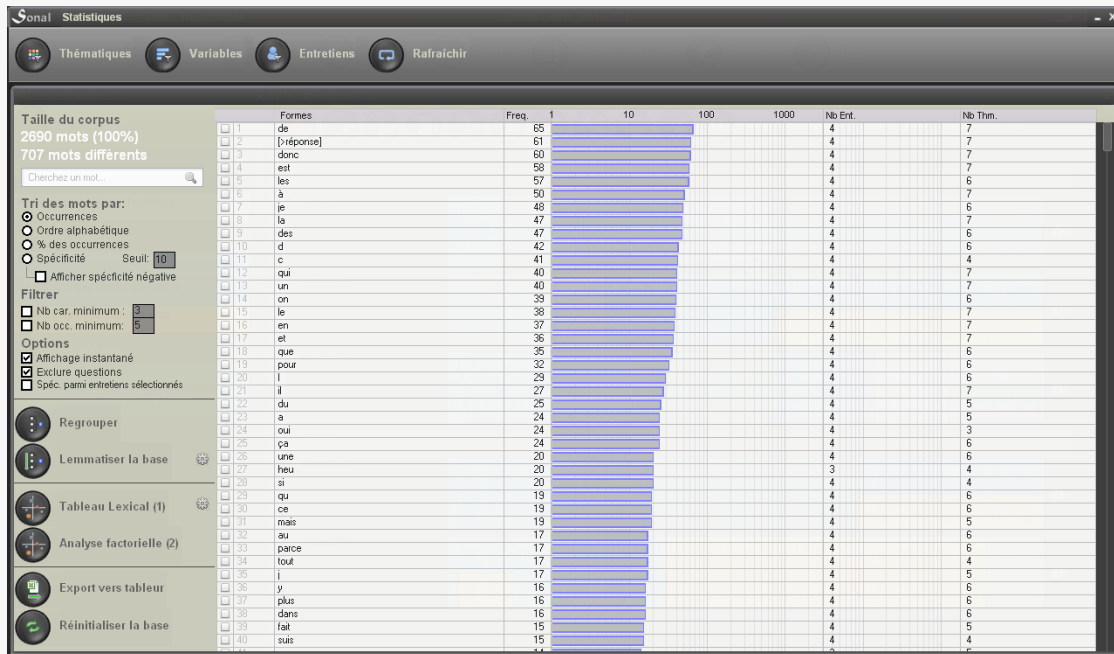 Sonal Statistiques
Thématiques Variables Entretiens Rafraîchir
Taille du corpus
2690 mots (100%)
707 mots différents
Cherchez un mot...
Tri des mots par:
Occurrences
Ordre alphabétique
% des occurrences
Spécificité Seuil: 10
Afficher spécficité négative
Filtrer
Nb car. minimum : 3
Nb occ. minimum: 5
Options
Affichage instantané
Exclure questions
Spéc. parmi entretiens sélectionnés
Regrouper
Lemmatiser la base
Tableau Lexical (1)
Analyse factorielle (2)
Export vers tableur
Réinitialiser la base
Formes Freq. 1 10 100 1000 Nb Ent. Nb Thm.
1 de 65 4 7
2 [>réponse] 61 4 7
3 donc 60 4 7
4 est 58 4 7
5 les 57 4 6
6 à 50 4 7
7 je 48 4 6
8 la 47 4 7
9 des 47 4 6
10 d 42 4 6
11 c 41 4 4
12 qui 40 4 7
13 un 40 4 7
14 on 39 4 6
15 le 38 4 7
16 en 37 4 7
17 et 36 4 7
18 que 35 4 6
19 pour 32 4 6
20 l 29 4 6
21 il 27 4 7
22 du 25 4 5
23 a 24 4 5
24 oui 24 4 3
25 ça 24 4 6
26 une 20 4 6
27 heu 20 3 4
28 si 20 4 4
29 qu 19 4 6
30 ce 19 4 6
31 mais 19 4 5
32 au 17 4 6
33 parce 17 4 6
34 tout 17 4 4
35 j 17 4 5
36 y 16 4 6
37 plus 16 4 6
38 dans 16 4 6
39 fait 15 4 5
40 suis 15 4 4